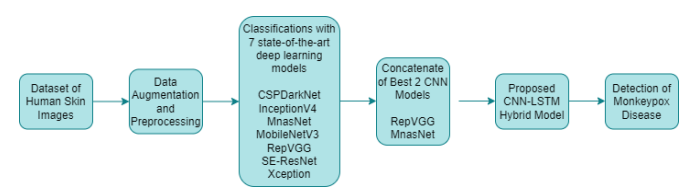 Dataset of
Human Skin
Images
Data
Augmentation
and
Preprocessing
Classifications with
7 state-of-the-art
deep learning
models
CSPDarkNet
InceptionV4
MnasNet
MobileNetV3
RepVGG
SE-ResNet
Xception
Concatenate
of Best 2 CNN
Models
RepVGG
MnasNet
Proposed
CNN-LSTM
Hybrid Model
Detection of
Monkeypox
Disease